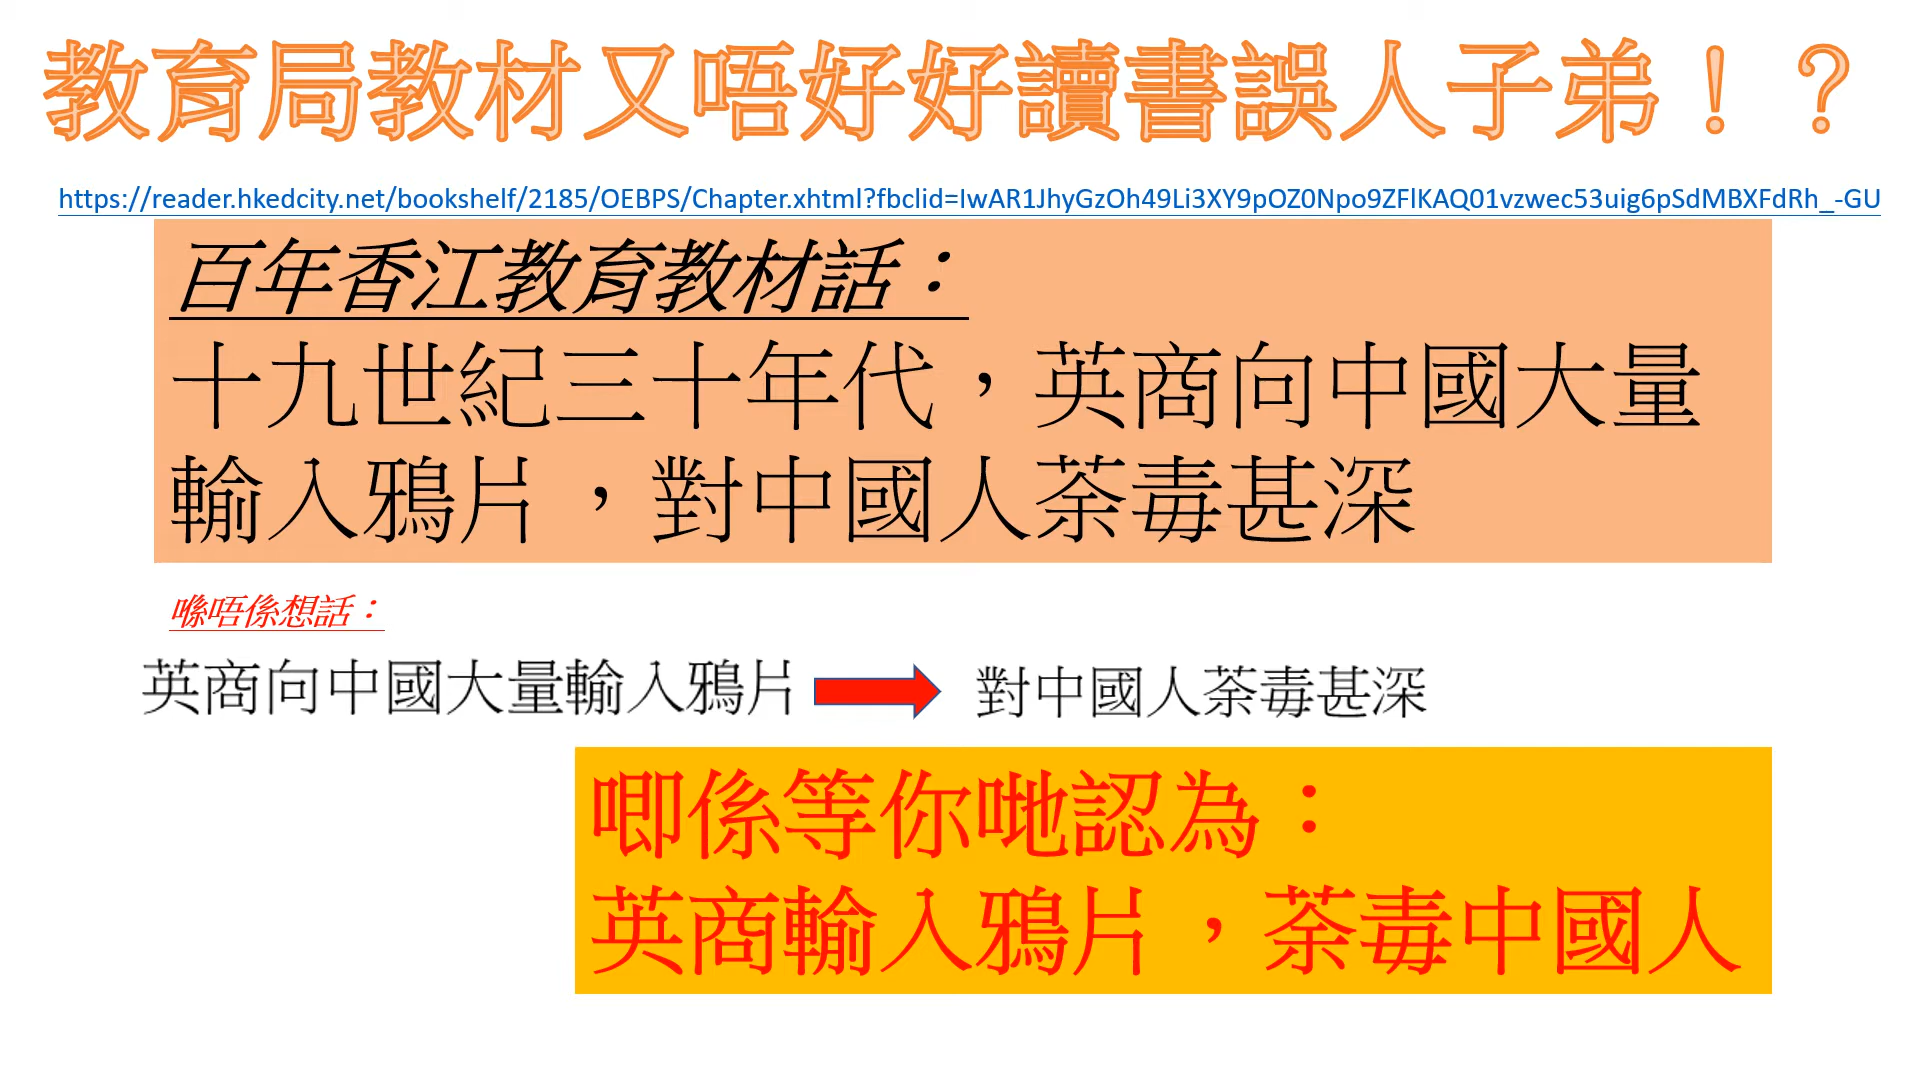 教育局教材又唔好好讀書誤人子弟！？
https://reader.hkedcity.net/bookshelf/2185/OEBPS/Chapter.xhtml?fbclid=IwAR1JhyGzOh49Li3XY9pOZ0Npo9ZFlKAQ01vzwec53uig6pSdMBXFdRh_-GU
百年香江教育教材話：
十九世紀三十年代，英商向中國大量
輸入鴉片，對中國人荼毒甚深
喺唔係想話：
英商向中國大量輸入鴉片 對中國人荼毒甚深
唧係等你哋認為：
英商輸入鴉片，荼毒中國人